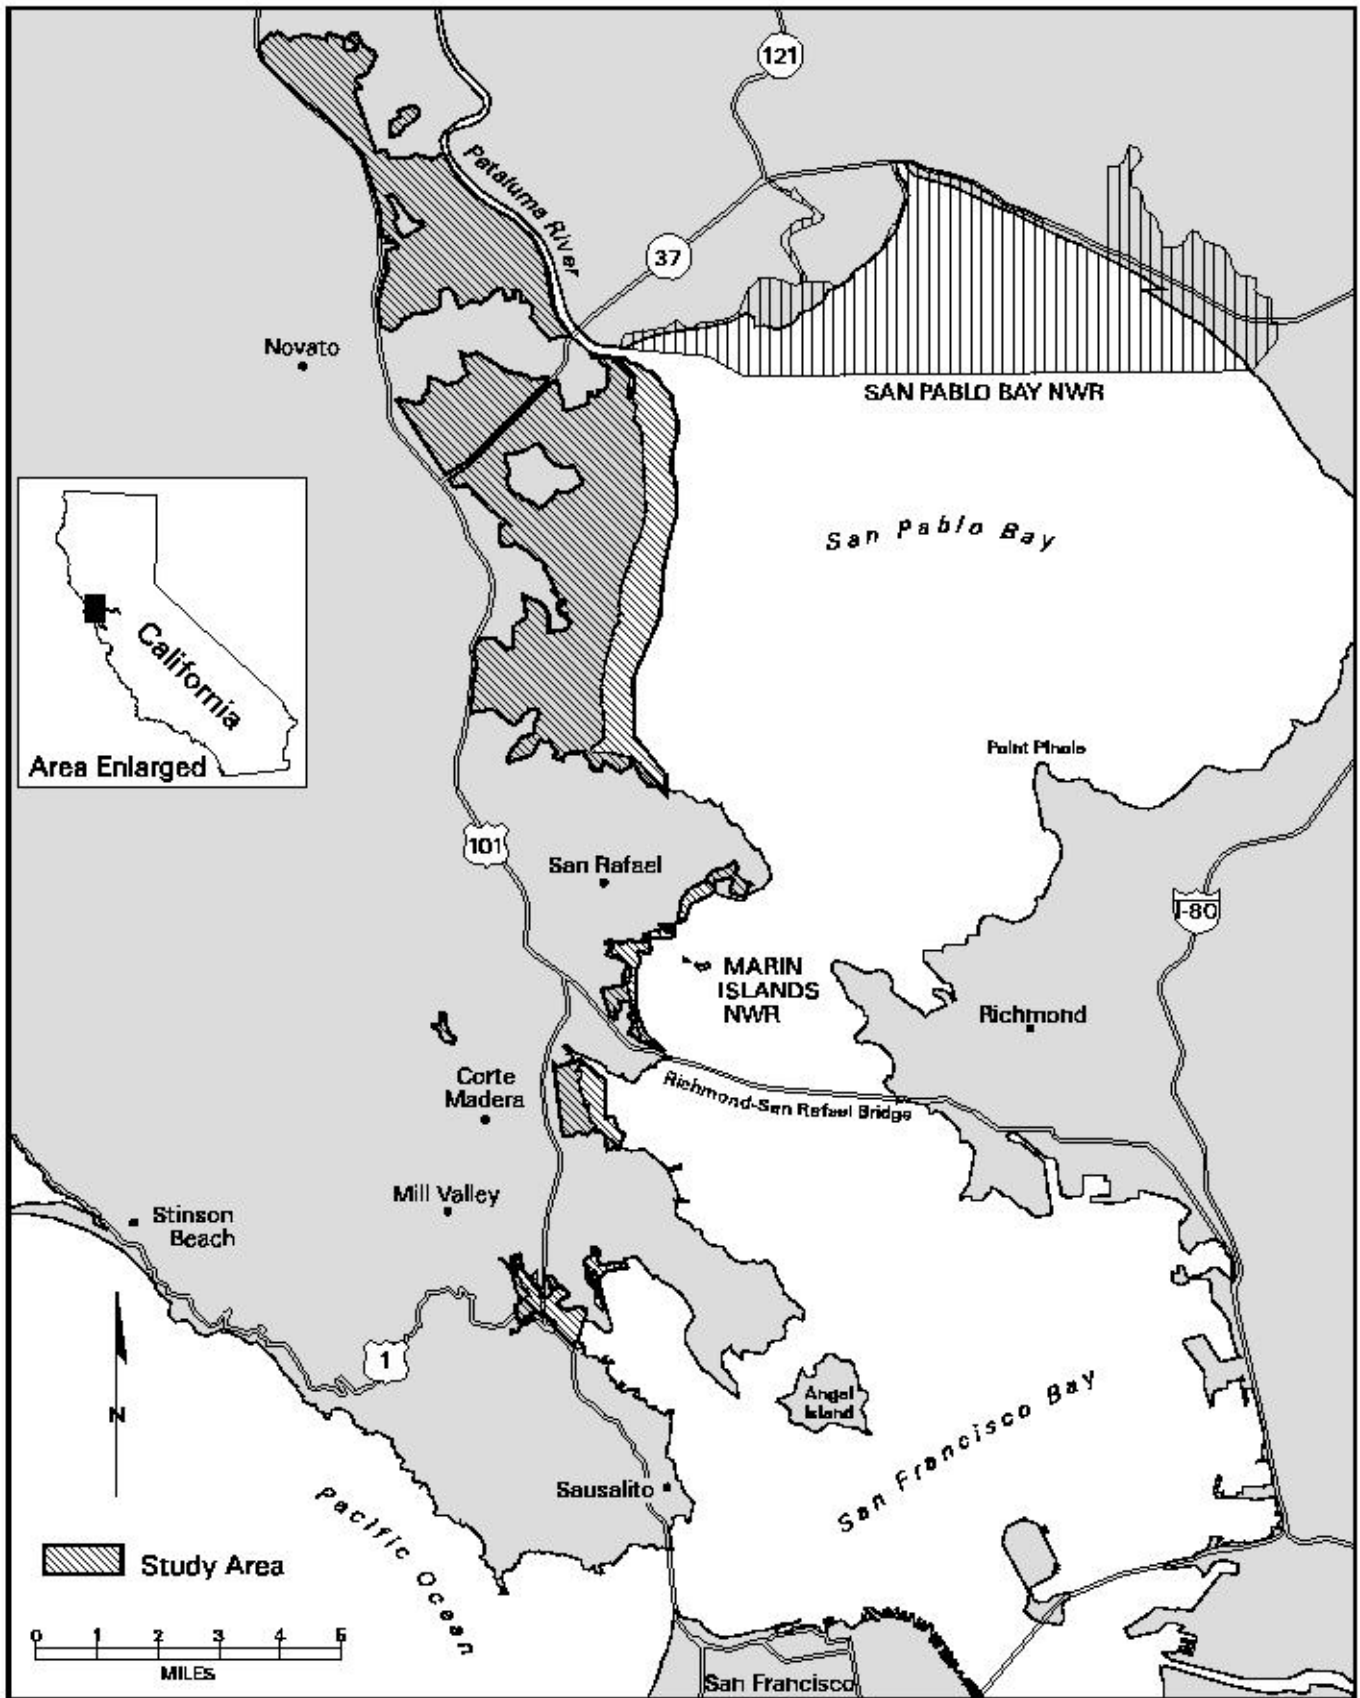 121
Petaluma River
37
Novato
SAN PABLO BAY NWR
San Pablo Bay
California
Area Enlarged
Point Pinole
101
San Rafael
I-80
MARIN
ISLANDS
NWR
Richmond
Corte
Madera
Richmond-San Rafael Bridge
Mill Valley
Stinson
Beach
1
Angel
Island
N
San Francisco Bay
Sausalito
Pacific Ocean
Study Area
0 1 2 3 4 5
MILES
San Francisco